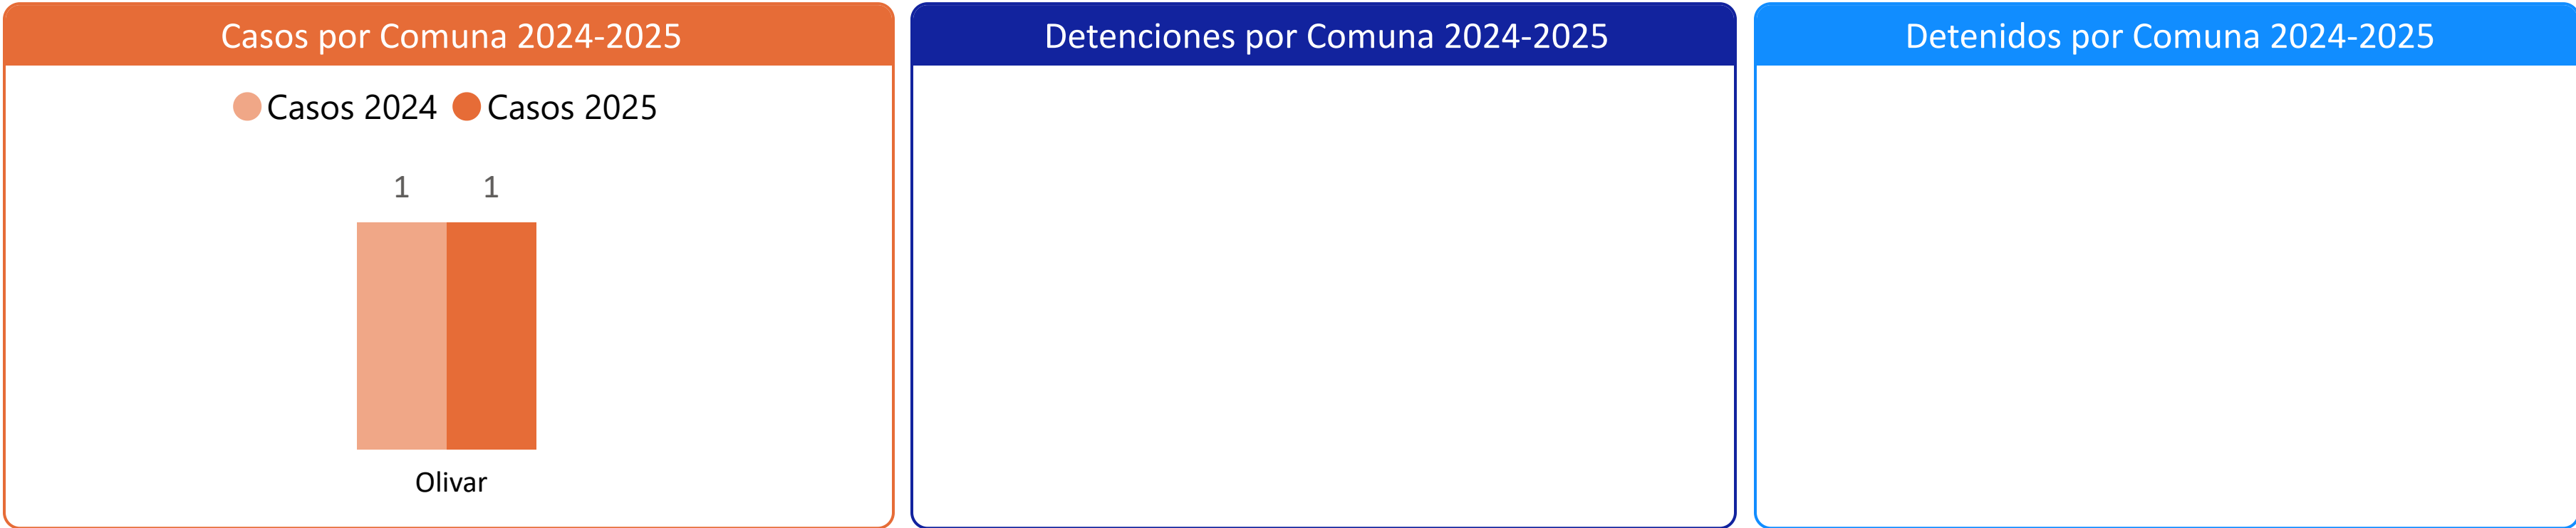 Casos por Comuna 2024-2025
Casos 2024 Casos 2025
1 1
Olivar
Detenciones por Comuna 2024-2025
Detenidos por Comuna 2024-2025